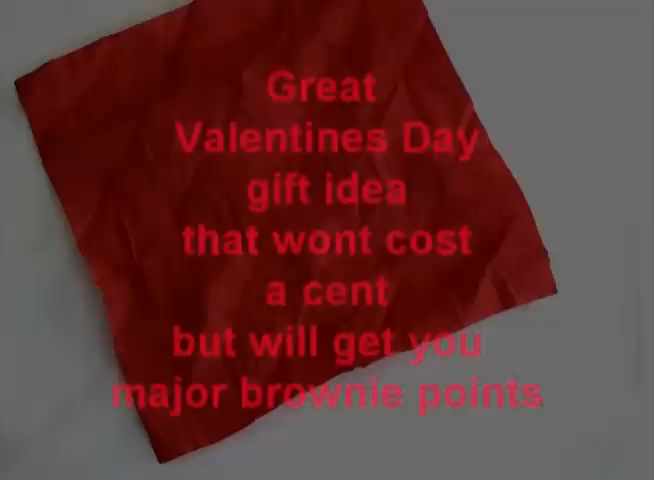 Great
Valentines Day
gift idea
that wont cost
a cent
but will get you
major brownie points